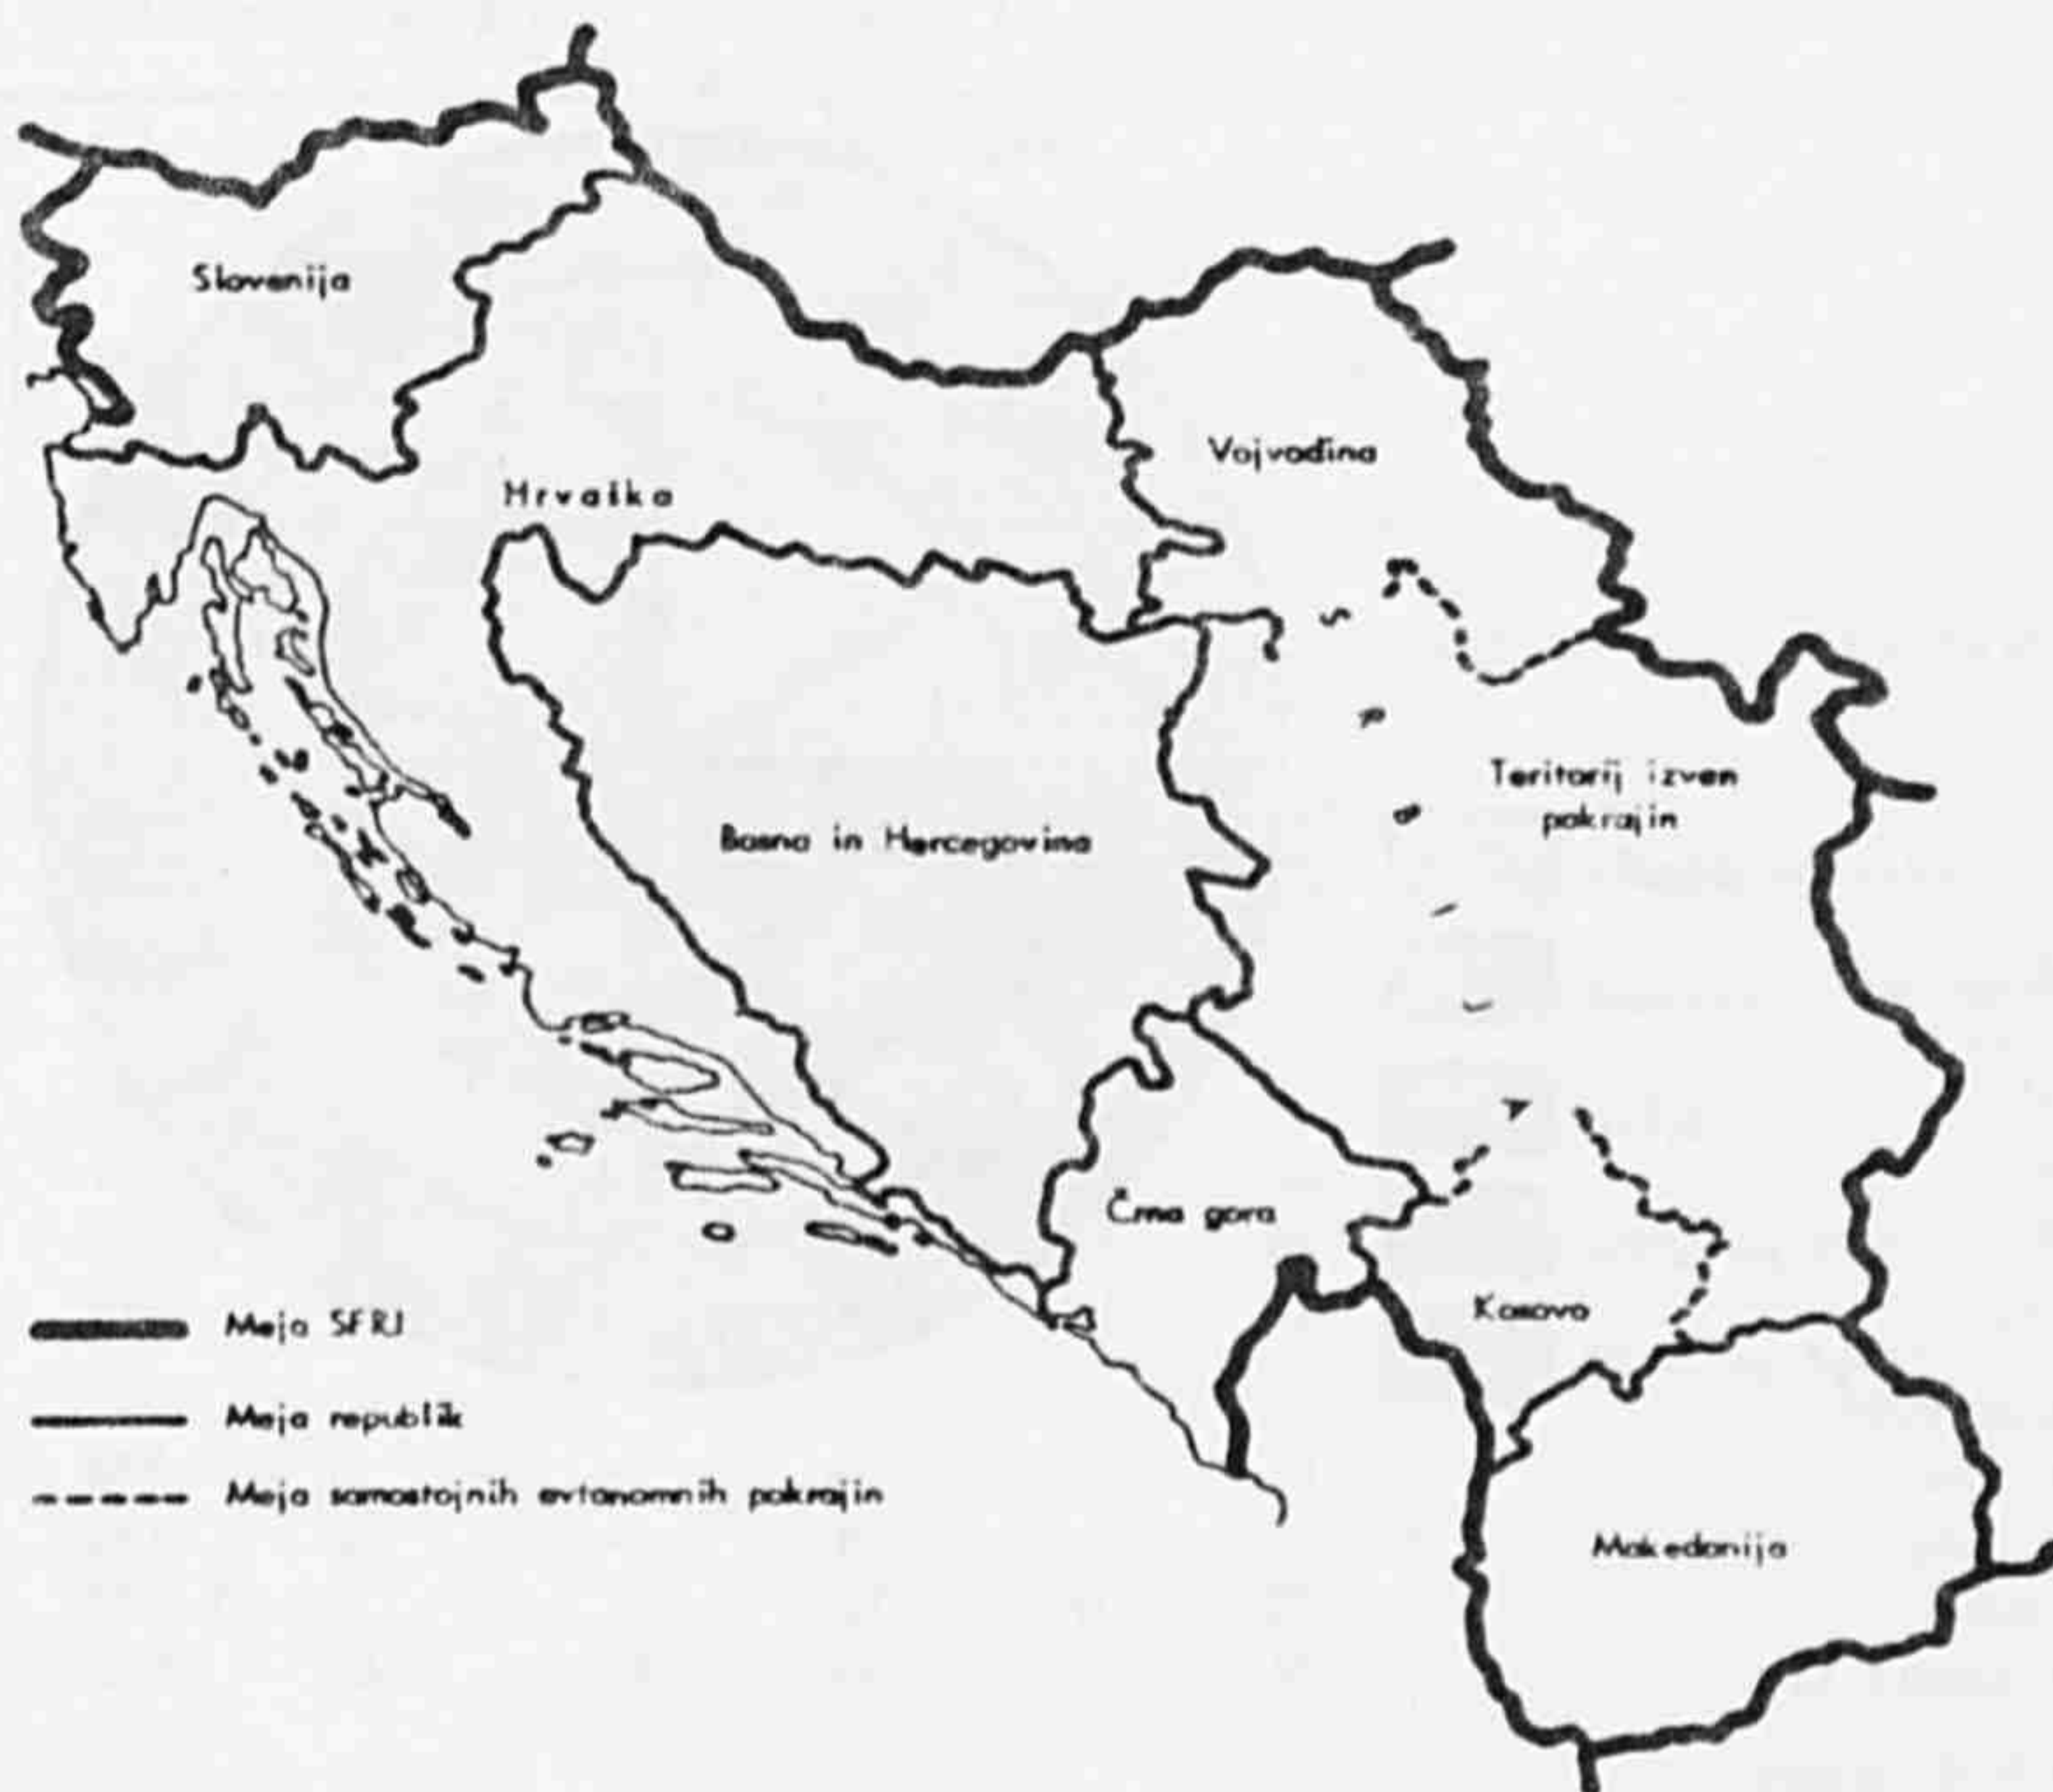 Slovenija
Vojvodina
Hrvaška
Teritorij izven
pokrajin
Bosna in Hercegovina
S
r
b
i
j
a
Črna gora
Kosovo
Meja SFRJ
Meja republik
Meja samostojnih avtonomnih pokrajin
Makedonija